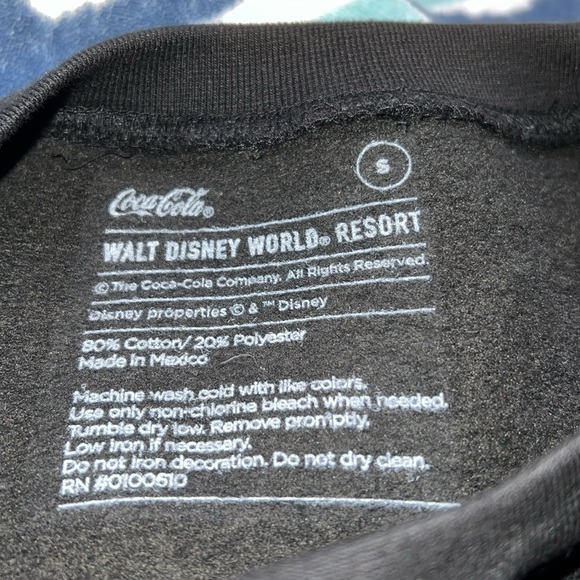 S
Coca-Cola®
WALT DISNEY WORLD® RESORT
© The Coca-Cola Company. All Rights Reserved.
Disney properties © & ™ Disney
80% Cotton/ 20% Polyester
Made in Mexico
Machine wash cold with like colors.
Use only non-chlorine bleach when needed.
Tumble dry low. Remove promptly.
Low iron if necessary.
Do not iron decoration. Do not dry clean.
RN #0100510